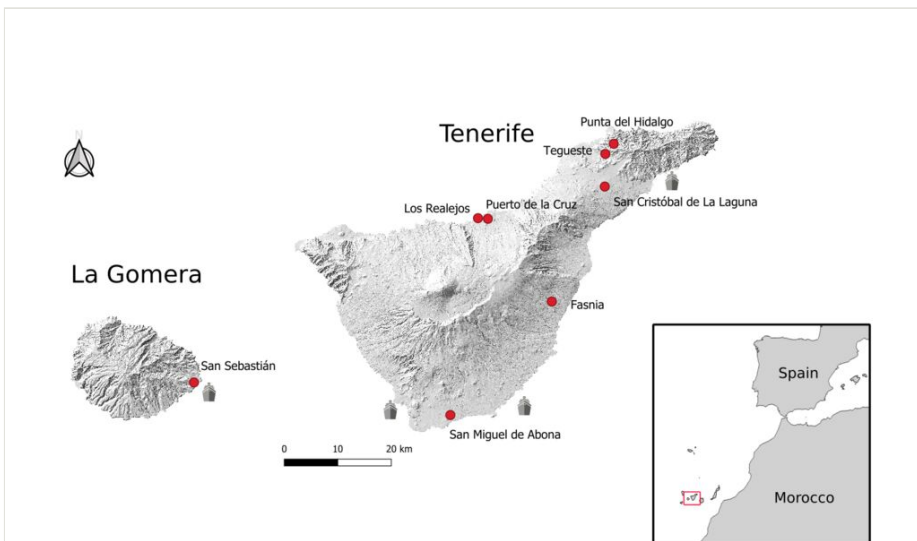 Punta del Hidalgo
Tenerife
Tegueste
San Cristóbal de La Laguna
Los Realejos
Puerto de la Cruz
La Gomera
Fasnia
San Sebastián
Spain
San Miguel de Abona
0 10 20 km
Morocco